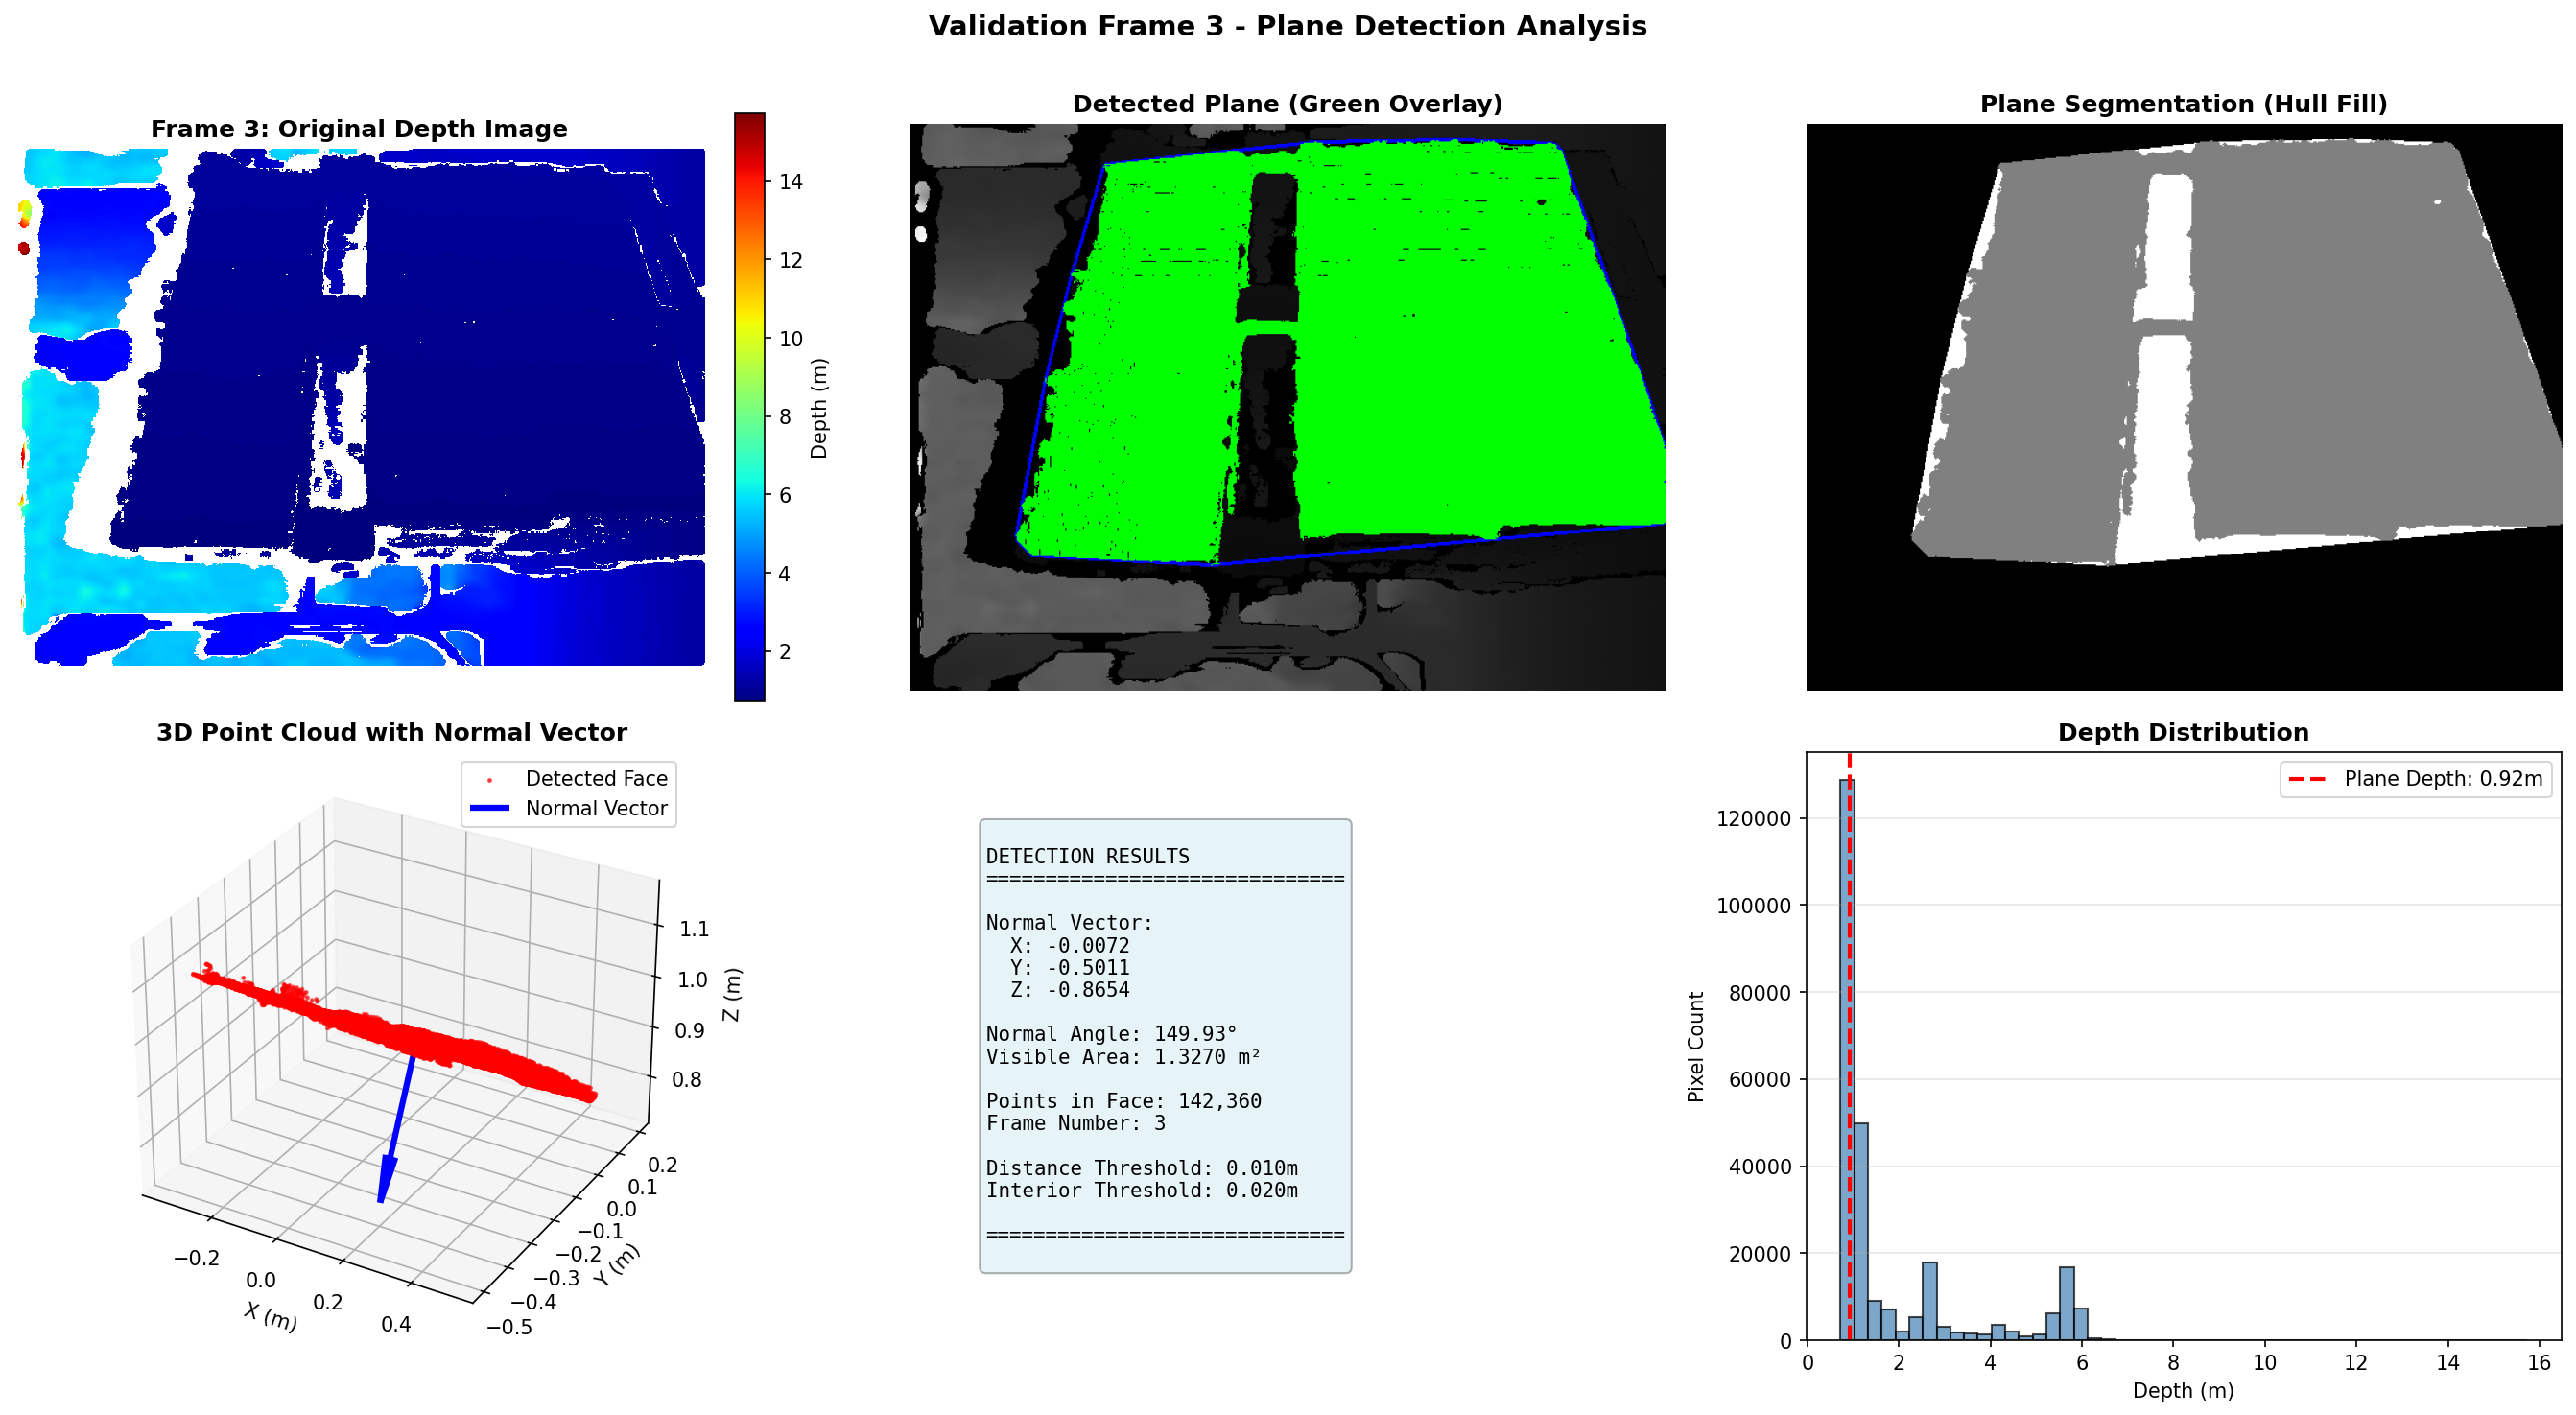 Validation Frame 3 - Plane Detection Analysis
Frame 3: Original Depth Image
14
12
10
8
6
4
2
Depth (m)
Detected Plane (Green Overlay)
Plane Segmentation (Hull Fill)
3D Point Cloud with Normal Vector
Detected Face
Normal Vector
1.1
1.0
0.9
0.8
Z (m)
0.2
0.1
0.0
−0.1
−0.2
−0.3
−0.4
−0.5
Y (m)
−0.2
0.0
0.2
0.4
X (m)
DETECTION RESULTS
==============================
Normal Vector:
X: -0.0072
Y: -0.5011
Z: -0.8654
Normal Angle: 149.93°
Visible Area: 1.3270 m²
Points in Face: 142,360
Frame Number: 3
Distance Threshold: 0.010m
Interior Threshold: 0.020m
==============================
Depth Distribution
Plane Depth: 0.92m
120000
100000
80000
60000
40000
20000
0
Pixel Count
0 2 4 6 8 10 12 14 16
Depth (m)